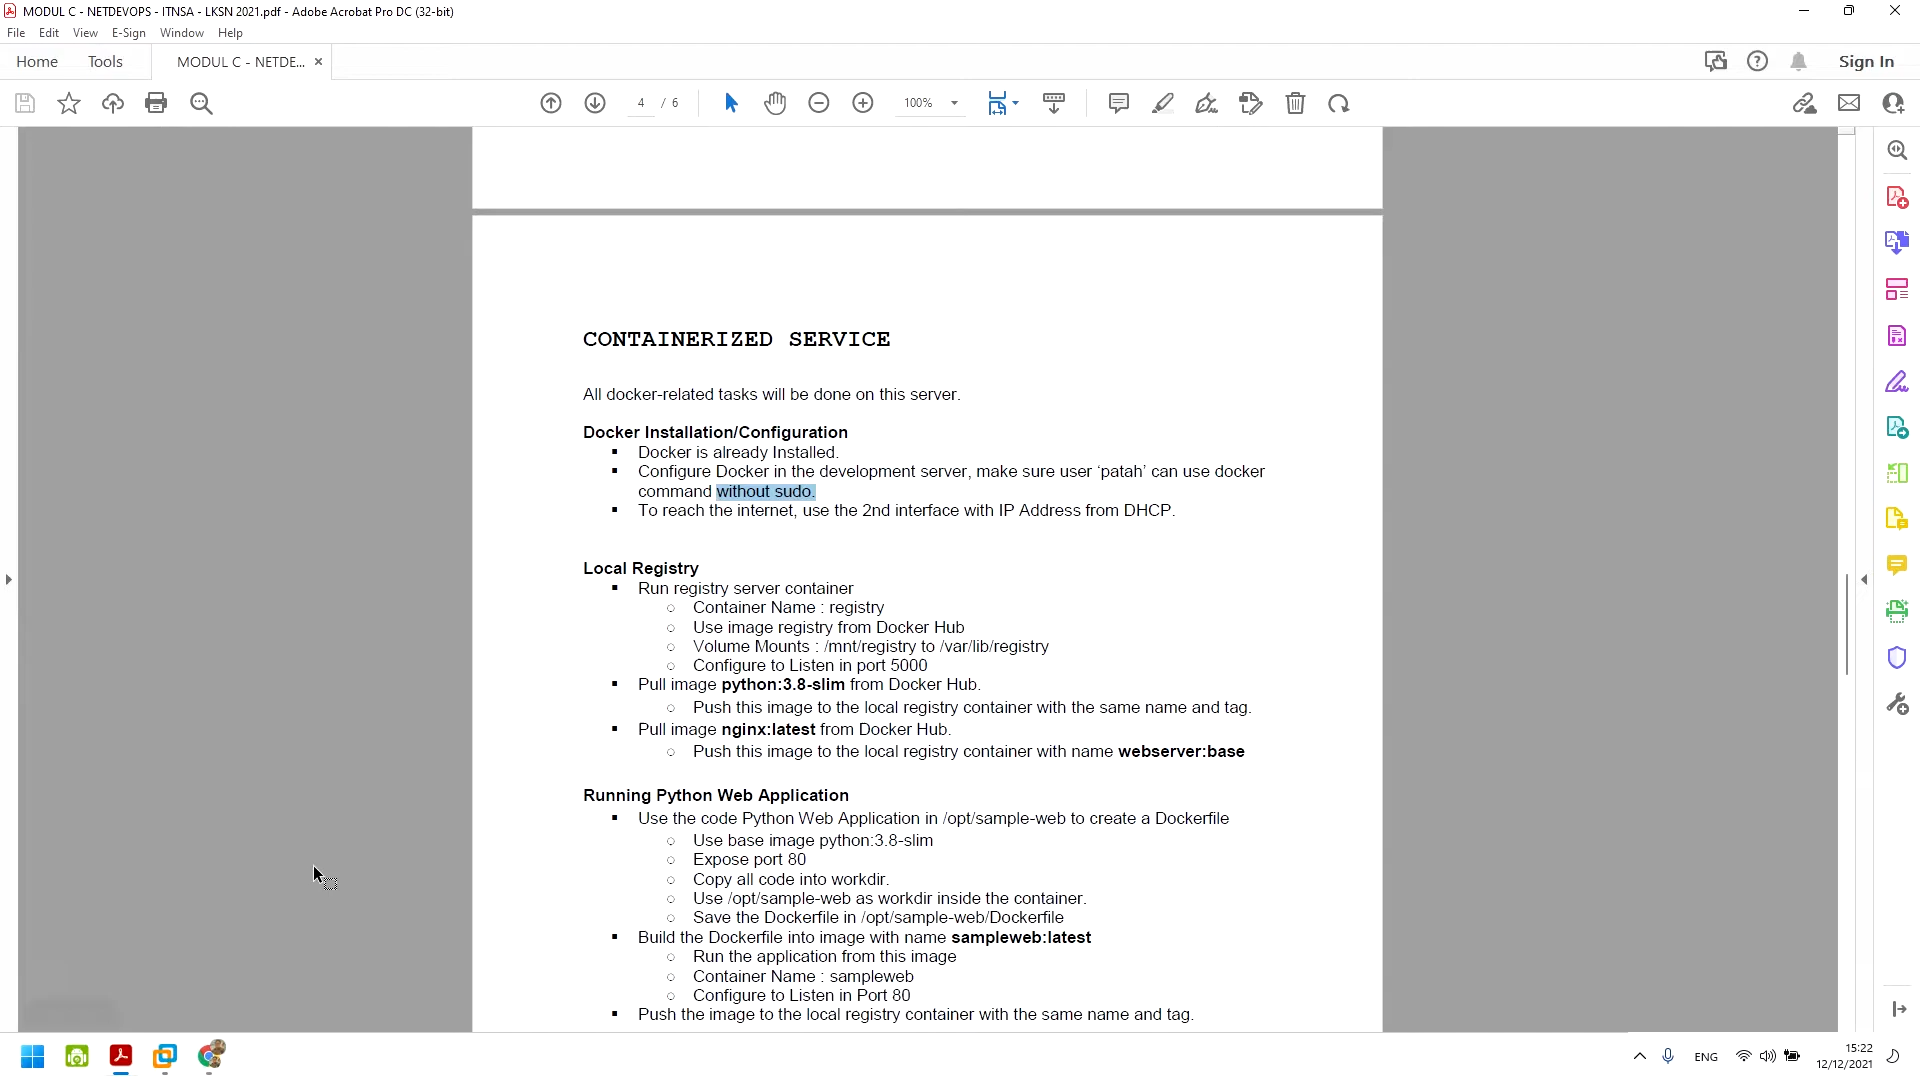 MODUL C - NETDEVOPS - ITNSA - LKSN 2021.pdf - Adobe Acrobat Pro DC (32-bit)
File Edit View E-Sign Window Help
Home Tools MODUL C - NETDE... × Sign In
4 / 6 100%
CONTAINERIZED SERVICE
All docker-related tasks will be done on this server.
Docker Installation/Configuration
▪ Docker is already Installed.
▪ Configure Docker in the development server, make sure user ‘patah’ can use docker
command without sudo.
▪ To reach the internet, use the 2nd interface with IP Address from DHCP.
Local Registry
▪ Run registry server container
○ Container Name : registry
○ Use image registry from Docker Hub
○ Volume Mounts : /mnt/registry to /var/lib/registry
○ Configure to Listen in port 5000
▪ Pull image python:3.8-slim from Docker Hub.
○ Push this image to the local registry container with the same name and tag.
▪ Pull image nginx:latest from Docker Hub.
○ Push this image to the local registry container with name webserver:base
Running Python Web Application
▪ Use the code Python Web Application in /opt/sample-web to create a Dockerfile
○ Use base image python:3.8-slim
○ Expose port 80
○ Copy all code into workdir.
○ Use /opt/sample-web as workdir inside the container.
○ Save the Dockerfile in /opt/sample-web/Dockerfile
▪ Build the Dockerfile into image with name sampleweb:latest
○ Run the application from this image
○ Container Name : sampleweb
○ Configure to Listen in Port 80
▪ Push the image to the local registry container with the same name and tag.
ENG 15:22
12/12/2021